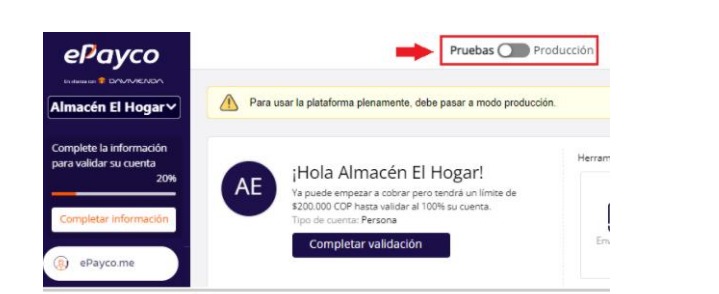 ePayco
Pruebas Producción
En alianza con DAVIVIENDA
Almacén El Hogar
Para usar la plataforma plenamente, debe pasar a modo producción.
Complete la información
para validar su cuenta
20%
Completar información
ePayco.me
AE
¡Hola Almacén El Hogar!
Ya puede empezar a cobrar pero tendrá un límite de
$200.000 COP hasta validar al 100% su cuenta.
Tipo de cuenta: Persona
Completar validación
Herram
En